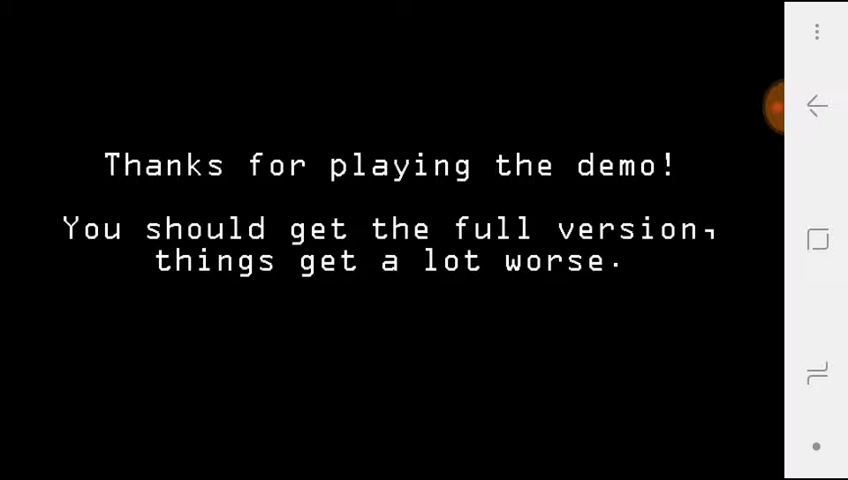 Thanks for playing the demo!
You should get the full version,
things get a lot worse.